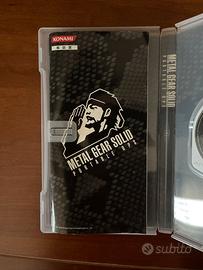 KONAMI
METAL GEAR SOLID
PORTABLE OPS
METAL GEAR SOLID
PORTABLE OPS
subito